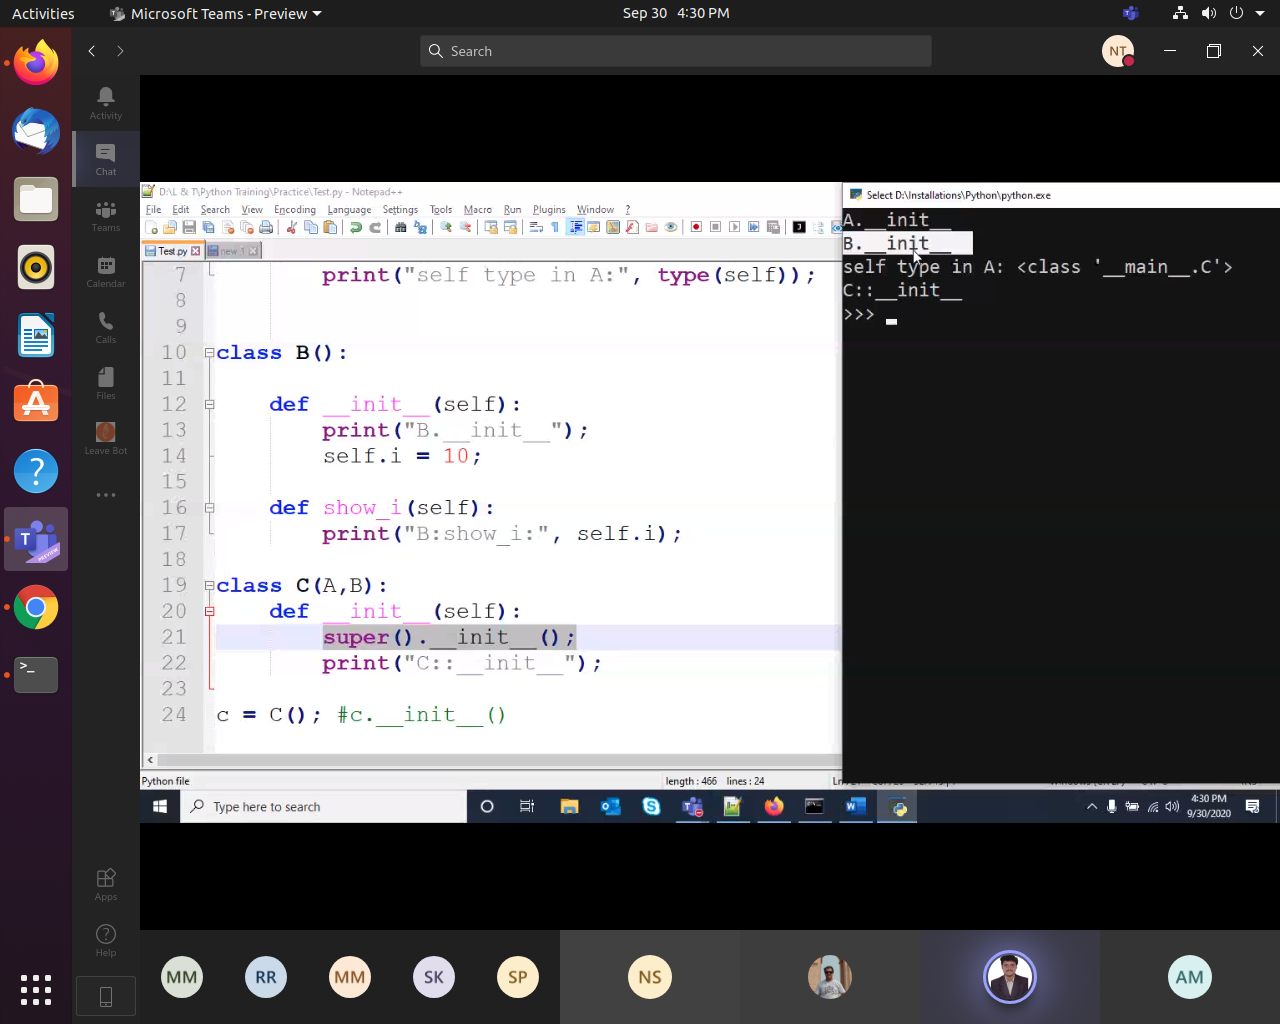 Activities
Microsoft Teams - Preview
Sep 30 4:30 PM
Search
NT
Activity
Chat
Teams
Calendar
Calls
Files
Leave Bot
Apps
Help
D:\L & T\Python Training\Practice\Test.py - Notepad++
File Edit Search View Encoding Language Settings Tools Macro Run Plugins Window ?
Test.py new 1
7 print("self type in A:", type(self));
8
9
10 class B():
11
12 def __init__(self):
13 print("B.__init__");
14 self.i = 10;
15
16 def show_i(self):
17 print("B:show_i:", self.i);
18
19 class C(A,B):
20 def __init__(self):
21 super().__init__();
22 print("C::__init__");
23
24 c = C(); #c.__init__()
Python file length : 466 lines : 24
Select D:\Installations\Python\python.exe
A.__init__
B.__init__
self type in A: <class '__main__.C'>
C::__init__
>>>
Type here to search
4:30 PM
9/30/2020
MM RR MM SK SP NS AM